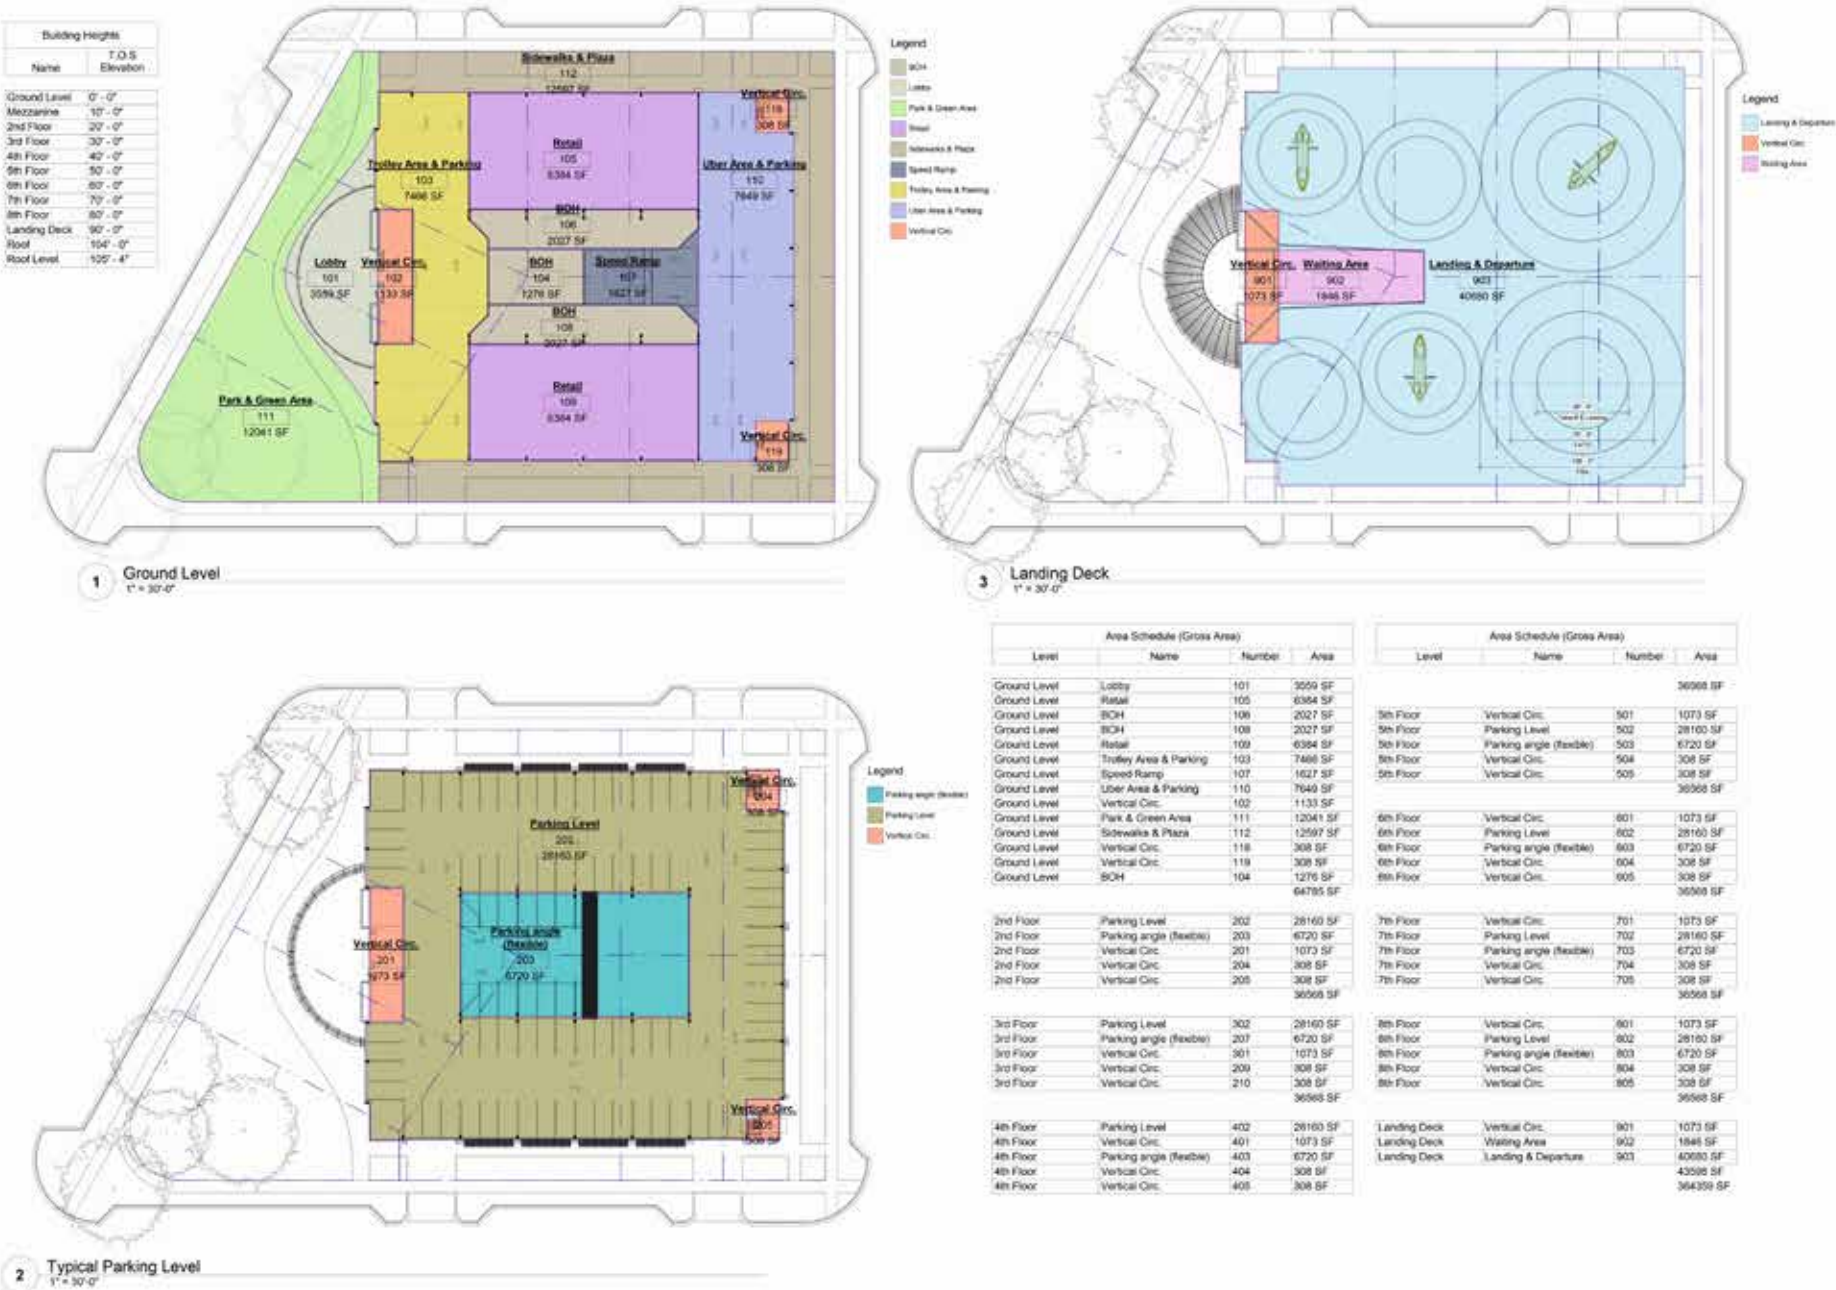 Building Heights
Name T.O.S Elevation
Ground Level 0' - 0"
Mezzanine 10' - 0"
2nd Floor 20' - 0"
3rd Floor 30' - 0"
4th Floor 40' - 0"
5th Floor 50' - 0"
6th Floor 60' - 0"
7th Floor 70' - 0"
8th Floor 80' - 0"
Landing Deck 90' - 0"
Roof 104' - 0"
Roof Level 105' - 4"
Sidewalks & Plaza
112
12597 SF
Vertical Circ.
118
308 SF
Retail
105
6384 SF
Trolley Area & Parking
103
7466 SF
Uber Area & Parking
110
7649 SF
BOH
106
2027 SF
Lobby
101
3559 SF
Vertical Circ.
102
1133 SF
BOH
104
1276 SF
Speed Ramp
107
1627 SF
BOH
108
2027 SF
Retail
109
6384 SF
Park & Green Area
111
12041 SF
Vertical Circ.
119
308 SF
Legend
BOH
Lobby
Park & Green Area
Retail
Sidewalks & Plaza
Speed Ramp
Trolley Area & Parking
Uber Area & Parking
Vertical Circ.
1 Ground Level
1" = 30'-0"
Vertical Circ.
901
1073 SF
Waiting Area
902
1846 SF
Landing & Departure
903
40680 SF
Legend
Landing & Departure
Vertical Circ.
Waiting Area
3 Landing Deck
1" = 30'-0"
Vertical Circ.
204
308 SF
Parking Level
202
28160 SF
Parking angle
(flexible)
203
6720 SF
Vertical Circ.
201
1073 SF
Vertical Circ.
205
308 SF
Legend
Parking angle (flexible)
Parking Level
Vertical Circ.
2 Typical Parking Level
1" = 30'-0"
Area Schedule (Gross Area)
Level Name Number Area
Ground Level Lobby 101 3559 SF
Ground Level Retail 105 6384 SF
Ground Level BOH 106 2027 SF
Ground Level BOH 108 2027 SF
Ground Level Retail 109 6384 SF
Ground Level Trolley Area & Parking 103 7466 SF
Ground Level Speed Ramp 107 1627 SF
Ground Level Uber Area & Parking 110 7649 SF
Ground Level Vertical Circ. 102 1133 SF
Ground Level Park & Green Area 111 12041 SF
Ground Level Sidewalks & Plaza 112 12597 SF
Ground Level Vertical Circ. 118 308 SF
Ground Level Vertical Circ. 119 308 SF
Ground Level BOH 104 1276 SF
64785 SF
2nd Floor Parking Level 202 28160 SF
2nd Floor Parking angle (flexible) 203 6720 SF
2nd Floor Vertical Circ. 201 1073 SF
2nd Floor Vertical Circ. 204 308 SF
2nd Floor Vertical Circ. 205 308 SF
36568 SF
3rd Floor Parking Level 302 28160 SF
3rd Floor Parking angle (flexible) 207 6720 SF
3rd Floor Vertical Circ. 301 1073 SF
3rd Floor Vertical Circ. 209 308 SF
3rd Floor Vertical Circ. 210 308 SF
36568 SF
4th Floor Parking Level 402 28160 SF
4th Floor Vertical Circ. 401 1073 SF
4th Floor Parking angle (flexible) 403 6720 SF
4th Floor Vertical Circ. 404 308 SF
4th Floor Vertical Circ. 405 308 SF
Area Schedule (Gross Area)
Level Name Number Area
36568 SF
5th Floor Vertical Circ. 501 1073 SF
5th Floor Parking Level 502 28160 SF
5th Floor Parking angle (flexible) 503 6720 SF
5th Floor Vertical Circ. 504 308 SF
5th Floor Vertical Circ. 505 308 SF
36568 SF
6th Floor Vertical Circ. 601 1073 SF
6th Floor Parking Level 602 28160 SF
6th Floor Parking angle (flexible) 603 6720 SF
6th Floor Vertical Circ. 604 308 SF
6th Floor Vertical Circ. 605 308 SF
36568 SF
7th Floor Vertical Circ. 701 1073 SF
7th Floor Parking Level 702 28160 SF
7th Floor Parking angle (flexible) 703 6720 SF
7th Floor Vertical Circ. 704 308 SF
7th Floor Vertical Circ. 705 308 SF
36568 SF
8th Floor Vertical Circ. 801 1073 SF
8th Floor Parking Level 802 28160 SF
8th Floor Parking angle (flexible) 803 6720 SF
8th Floor Vertical Circ. 804 308 SF
8th Floor Vertical Circ. 805 308 SF
36568 SF
Landing Deck Vertical Circ. 901 1073 SF
Landing Deck Waiting Area 902 1846 SF
Landing Deck Landing & Departure 903 40680 SF
43598 SF
364359 SF